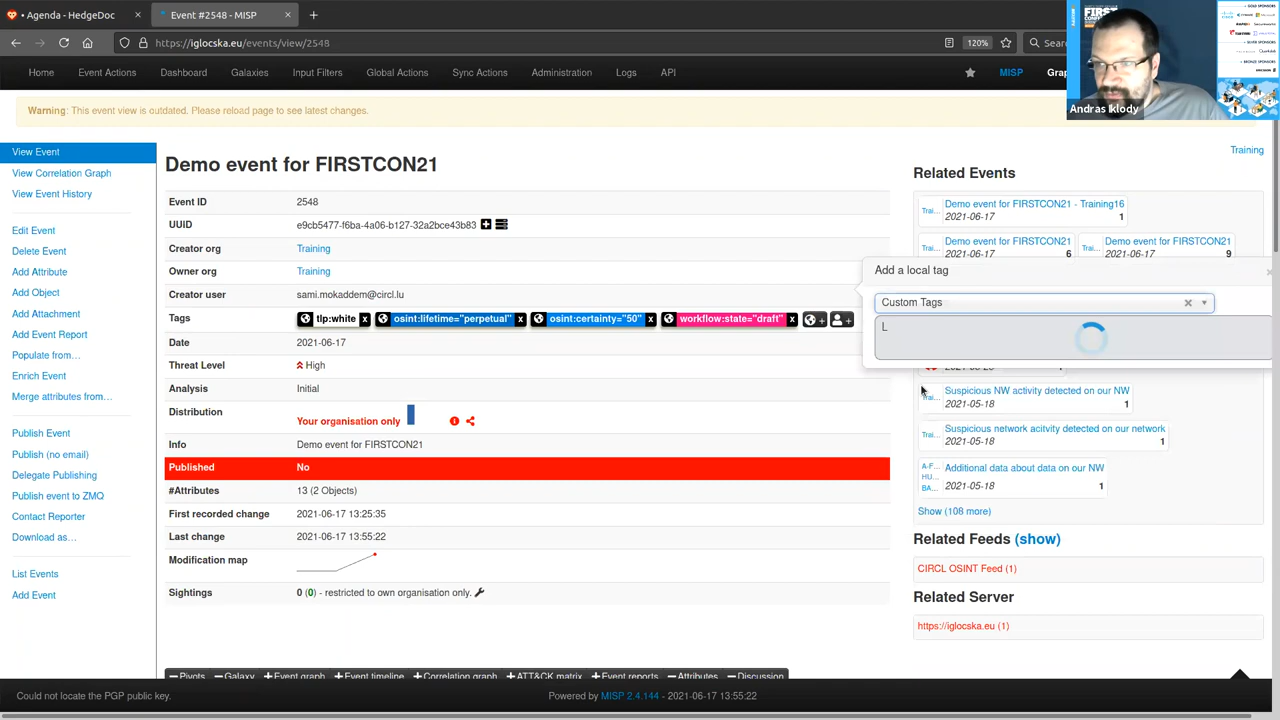 • Agenda - HedgeDoc
Event #2548 - MISP
https://iglocska.eu/events/view/2548
120%
Home Event Actions Dashboard Galaxies Input Filters Global Actions Sync Actions Administration Logs API
MISP
Andras Iklody
Warning: This event view is outdated. Please reload page to see latest changes.
View Event
View Correlation Graph
View Event History
Edit Event
Delete Event
Add Attribute
Add Object
Add Attachment
Add Event Report
Populate from…
Enrich Event
Merge attributes from…
Publish Event
Publish (no email)
Delegate Publishing
Publish event to ZMQ
Contact Reporter
Download as…
List Events
Add Event
Demo event for FIRSTCON21
Event ID 2548
UUID e9cb5477-f6ba-4a06-b127-32a2bce43b83
Creator org Training
Owner org Training
Creator user sami.mokaddem@circl.lu
Tags tlp:white x osint:lifetime="perpetual" x osint:certainty="50" x workflow:state="draft" x + +
Date 2021-06-17
Threat Level High
Analysis Initial
Distribution Your organisation only
Info Demo event for FIRSTCON21
Published No
#Attributes 13 (2 Objects)
First recorded change 2021-06-17 13:25:35
Last change 2021-06-17 13:55:22
Modification map
Sightings 0 (0) - restricted to own organisation only.
Pivots Galaxy Event graph Event timeline Correlation graph ATT&CK matrix Event reports Attributes Discussion
Training
Related Events
Trai... Demo event for FIRSTCON21 - Training16
2021-06-17 1
Trai... Demo event for FIRSTCON21 Trai... Demo event for FIRSTCON21
2021-06-17 6 2021-06-17 9
Add a local tag
Custom Tags
L
Suspicious NW activity detected on our NW
2021-05-18 1
Trai... Suspicious network acitvity detected on our network
2021-05-18 1
A-F... Additional data about data on our NW
HU...
BA... 2021-05-18 1
Show (108 more)
Related Feeds (show)
CIRCL OSINT Feed (1)
Related Server
https://iglocska.eu (1)
Could not locate the PGP public key.
Powered by MISP 2.4.144 - 2021-06-17 13:55:22